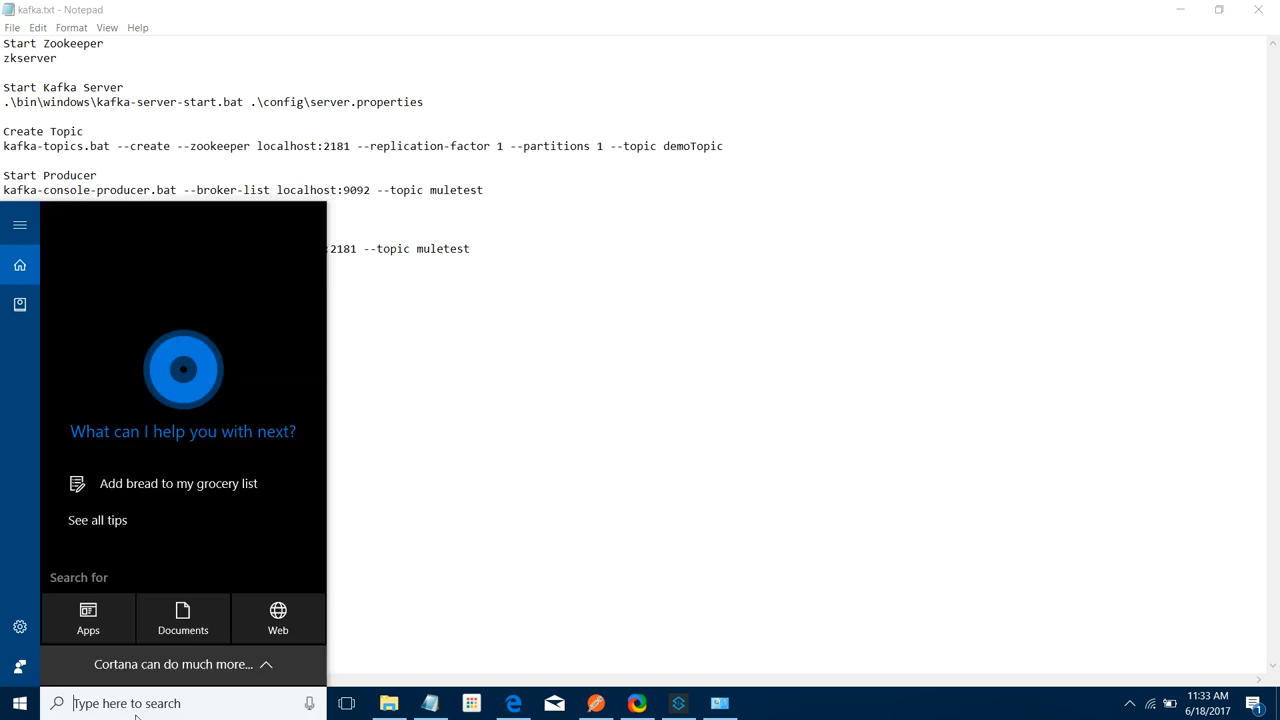 kafka.txt - Notepad
File Edit Format View Help
Start Zookeeper
zkserver
Start Kafka Server
.\bin\windows\kafka-server-start.bat .\config\server.properties
Create Topic
kafka-topics.bat --create --zookeeper localhost:2181 --replication-factor 1 --partitions 1 --topic demoTopic
Start Producer
kafka-console-producer.bat --broker-list localhost:9092 --topic muletest
:2181 --topic muletest
What can I help you with next?
Add bread to my grocery list
See all tips
Search for
Apps Documents Web
Cortana can do much more...
Type here to search
11:33 AM
6/18/2017
1